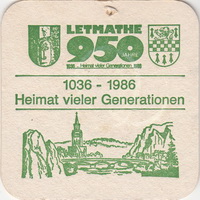 LETMATHE
950
JAHRE
Heimat vieler Generationen
1036 - 1986
Heimat vieler Generationen